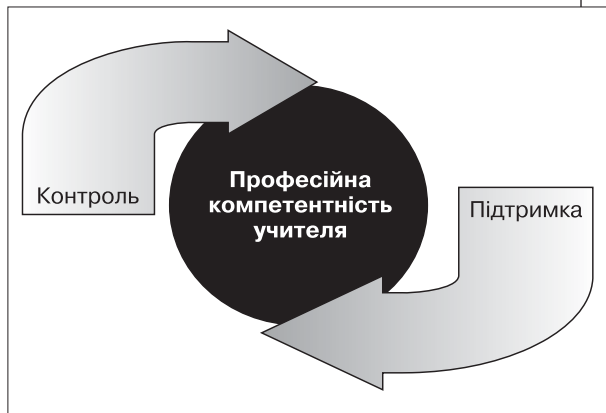 Контроль
Професійна
компетентність
учителя
Підтримка